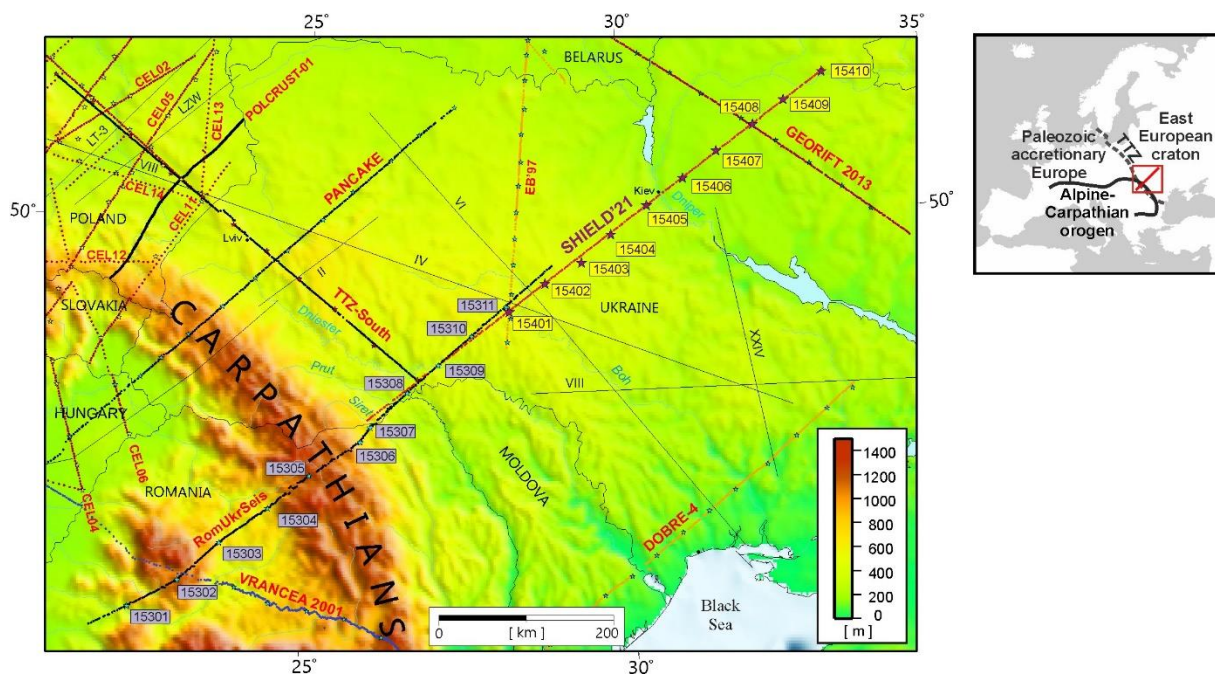 25°
30°
35°
BELARUS
CEL02
CEL05
LZW
CEL13
POLCRUST-01
LT-3
VIII
CEL14
CEL11
POLAND
50°
Lviv
CEL12
SLOVAKIA
PANCAKE
VI
EB'97
15410
15409
15408
15407
GEORIFT 2013
15406
Kiev
Dniper
50°
15405
SHIELD'21
15404
IV
15403
II
15402
UKRAINE
15311
15401
15310
TTZ-South
Dniester
XXIV
Prut
15309
Boh
VIII
15308
Siret
CARPATHIANS
HUNGARY
15307
15306
MOLDOVA
CEL06
15305
ROMANIA
CEL04
RomUkrSeis
15304
DOBRE-4
15303
VRANCEA 2001
15302
15301
Black
Sea
0
200
[ km ]
1400
1200
1000
800
600
400
200
0
[ m ]
25°
30°
Paleozoic
accretionary
Europe
TTZ
East
European
craton
Alpine-
Carpathian
orogen